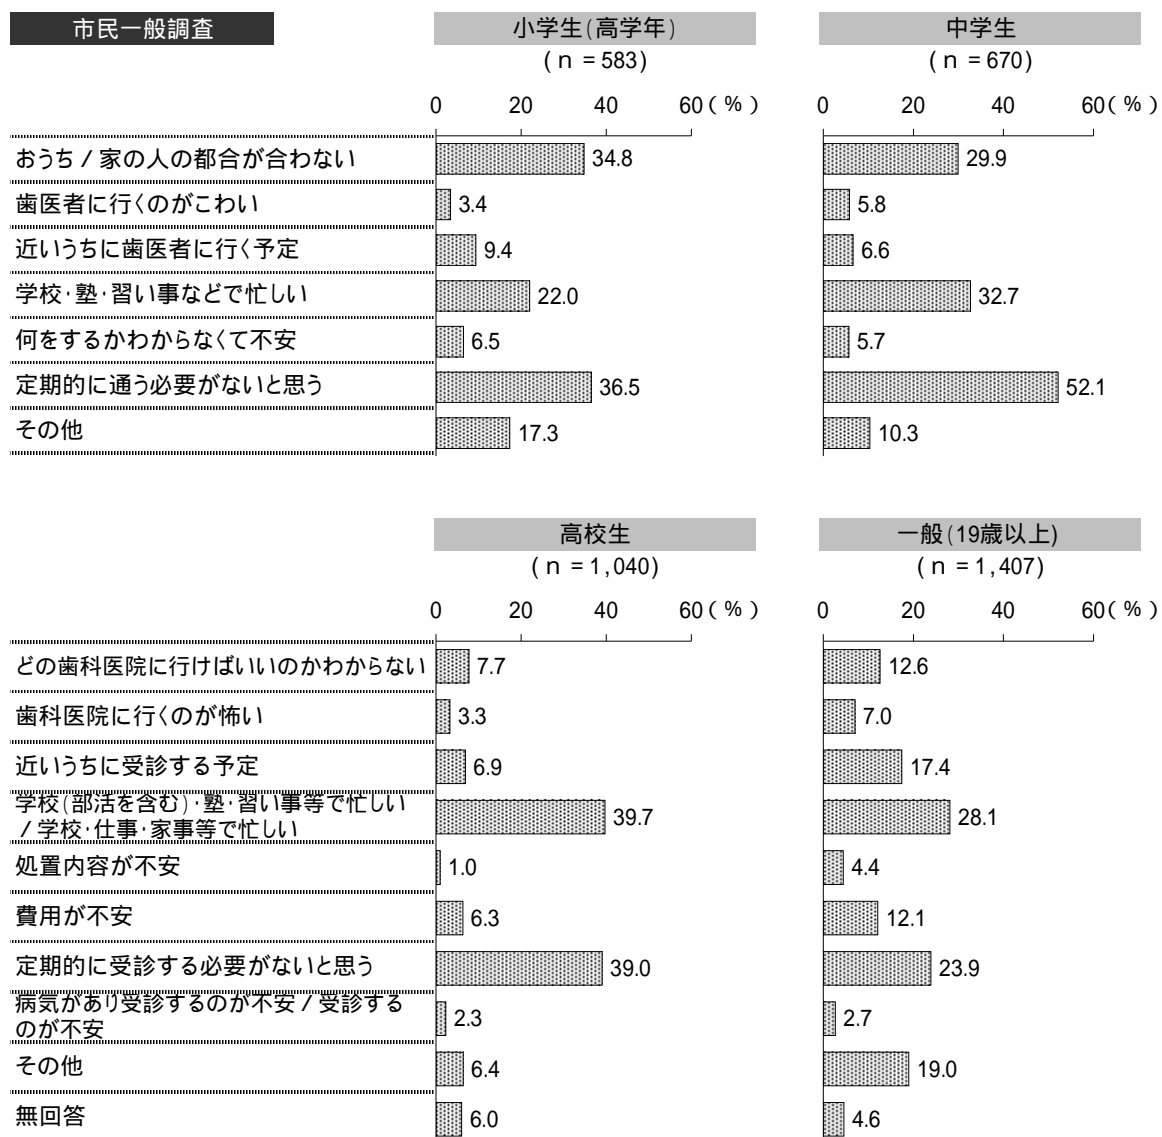 市民一般調査
小学生(高学年)
中学生
(n=583)
(n=670)
0 20 40 60(%)
0 20 40 60(%)
おうち/家の人の都合が合わない 34.8 29.9
歯医者に行くのがこわい 3.4 5.8
近いうちに歯医者に行く予定 9.4 6.6
学校・塾・習い事などで忙しい 22.0 32.7
何をするかわからなくて不安 6.5 5.7
定期的に通う必要がないと思う 36.5 52.1
その他 17.3 10.3
高校生
一般(19歳以上)
(n=1,040)
(n=1,407)
0 20 40 60(%)
0 20 40 60(%)
どの歯科医院に行けばいいのかわからない 7.7 12.6
歯科医院に行くのが怖い 3.3 7.0
近いうちに受診する予定 6.9 17.4
学校(部活を含む)・塾・習い事等で忙しい
/学校・仕事・家事等で忙しい 39.7 28.1
処置内容が不安 1.0 4.4
費用が不安 6.3 12.1
定期的に受診する必要がないと思う 39.0 23.9
病気があり受診するのが不安/受診する
のが不安 2.3 2.7
その他 6.4 19.0
無回答 6.0 4.6